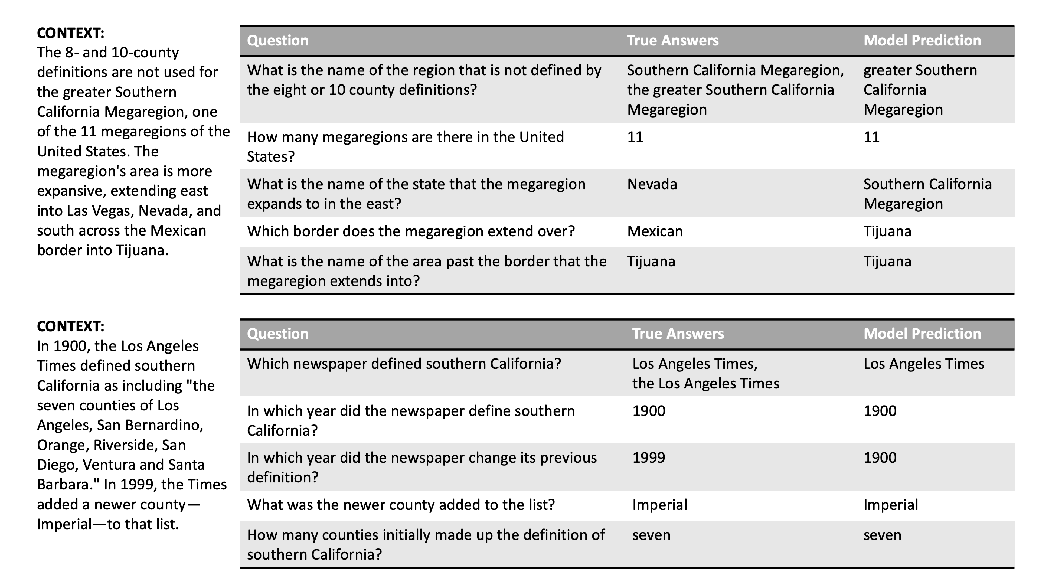 CONTEXT:
The 8- and 10-county
definitions are not used for
the greater Southern
California Megaregion, one
of the 11 megaregions of the
United States. The
megaregion's area is more
expansive, extending east
into Las Vegas, Nevada, and
south across the Mexican
border into Tijuana.
Question True Answers Model Prediction
What is the name of the region that is not defined by
the eight or 10 county definitions?
Southern California Megaregion,
the greater Southern California
Megaregion
greater Southern
California
Megaregion
How many megaregions are there in the United
States?
11
11
What is the name of the state that the megaregion
expands to in the east?
Nevada
Southern California
Megaregion
Which border does the megaregion extend over? Mexican Tijuana
What is the name of the area past the border that the
megaregion extends into?
Tijuana
Tijuana
CONTEXT:
In 1900, the Los Angeles
Times defined southern
California as including "the
seven counties of Los
Angeles, San Bernardino,
Orange, Riverside, San
Diego, Ventura and Santa
Barbara." In 1999, the Times
added a newer county—
Imperial—to that list.
Question True Answers Model Prediction
Which newspaper defined southern California?
Los Angeles Times,
the Los Angeles Times
Los Angeles Times
In which year did the newspaper define southern
California?
1900
1900
In which year did the newspaper change its previous
definition?
1999
1900
What was the newer county added to the list? Imperial Imperial
How many counties initially made up the definition of
southern California?
seven
seven